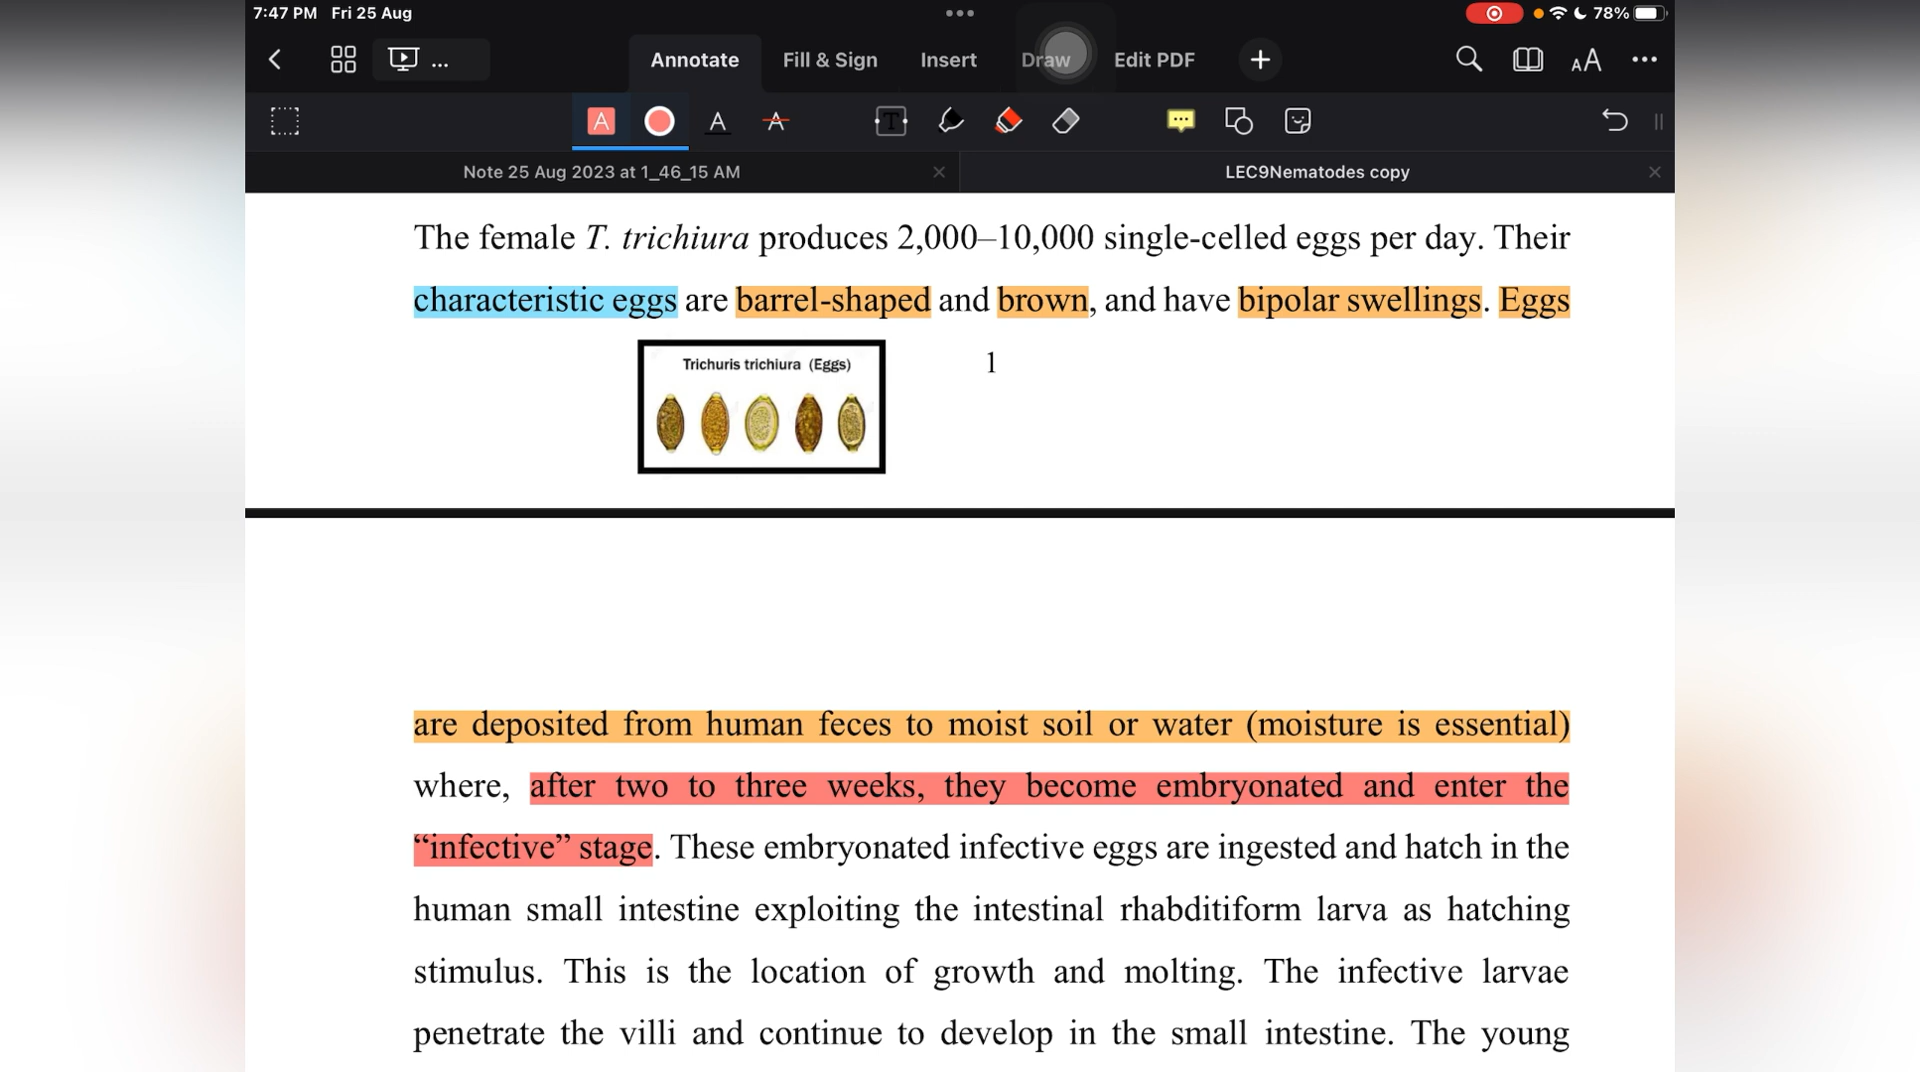 7:47 PM Fri 25 Aug
78%
...
Annotate
Fill & Sign
Insert
Draw
Edit PDF
AA
A
A
A
T
Note 25 Aug 2023 at 1_46_15 AM
LEC9Nematodes copy
The female T. trichiura produces 2,000–10,000 single-celled eggs per day. Their
characteristic eggs are barrel-shaped and brown, and have bipolar swellings. Eggs
Trichuris trichiura (Eggs)
1
are deposited from human feces to moist soil or water (moisture is essential)
where, after two to three weeks, they become embryonated and enter the
“infective” stage. These embryonated infective eggs are ingested and hatch in the
human small intestine exploiting the intestinal rhabditiform larva as hatching
stimulus. This is the location of growth and molting. The infective larvae
penetrate the villi and continue to develop in the small intestine. The young